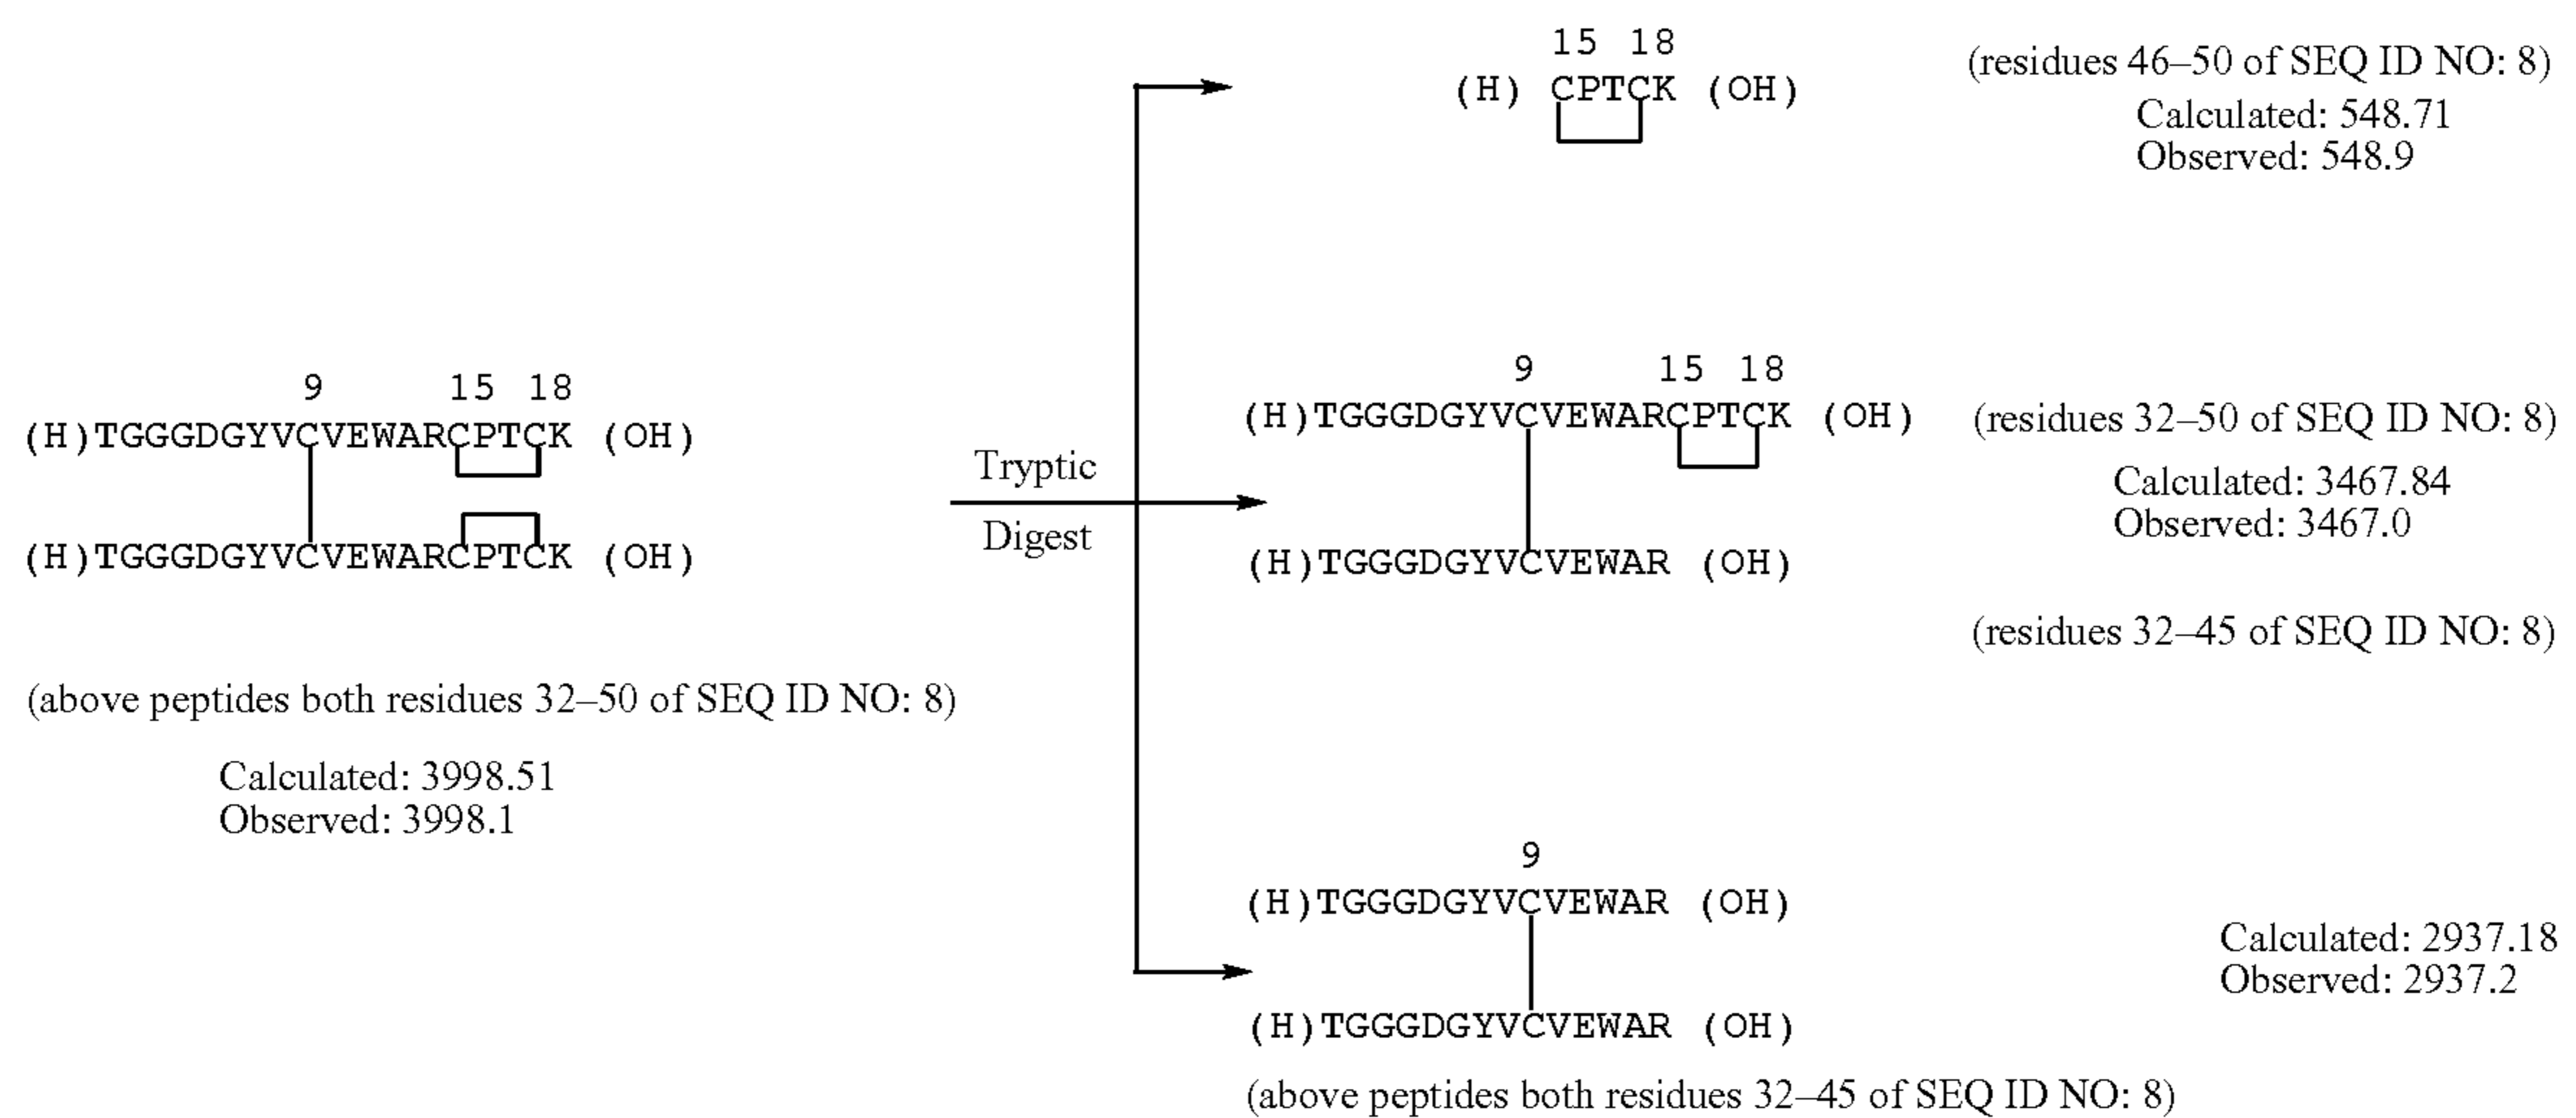 15 18
(H) CPTCK (OH)
(residues 46–50 of SEQ ID NO: 8)
Calculated: 548.71
Observed: 548.9
9 15 18
(H)TGGGDGYVCVEWARCPTCK (OH)
(H)TGGGDGYVCVEWARCPTCK (OH)
(above peptides both residues 32–50 of SEQ ID NO: 8)
Calculated: 3998.51
Observed: 3998.1
Tryptic
Digest
9 15 18
(H)TGGGDGYVCVEWARCPTCK (OH)
(residues 32–50 of SEQ ID NO: 8)
Calculated: 3467.84
Observed: 3467.0
(H)TGGGDGYVCVEWAR (OH)
(residues 32–45 of SEQ ID NO: 8)
9
(H)TGGGDGYVCVEWAR (OH)
Calculated: 2937.18
Observed: 2937.2
(H)TGGGDGYVCVEWAR (OH)
(above peptides both residues 32–45 of SEQ ID NO: 8)